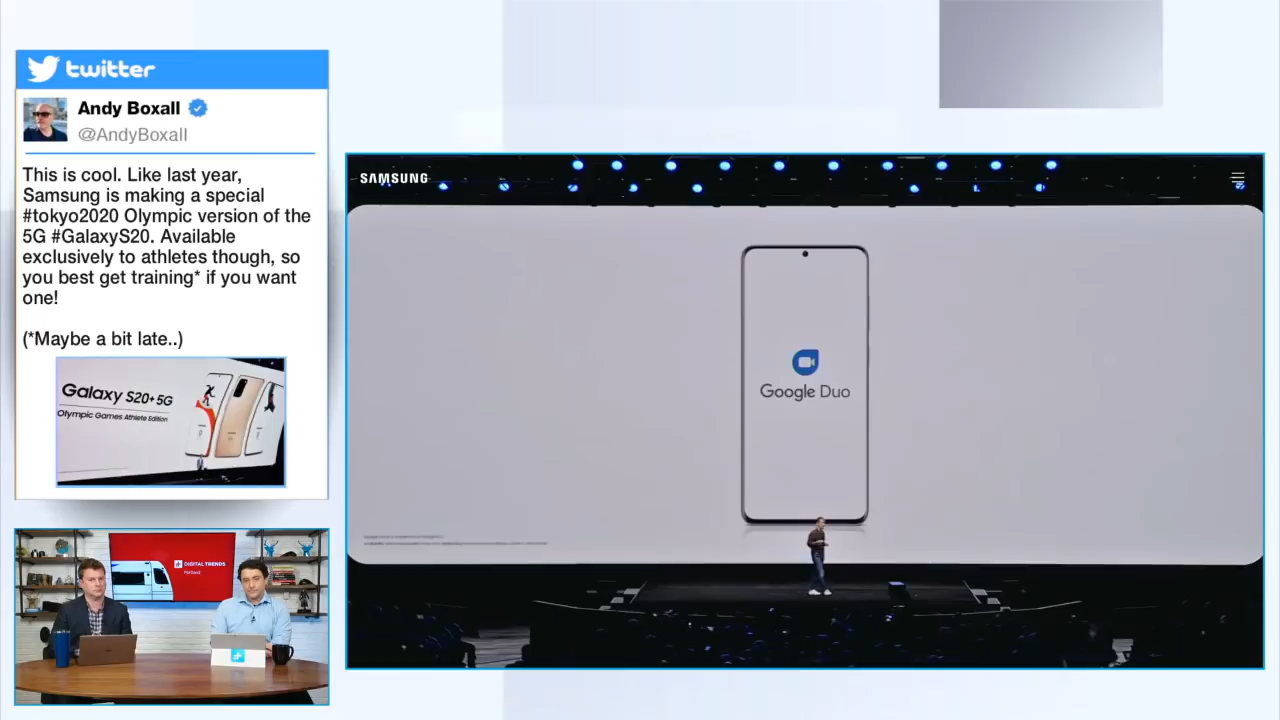 twitter
Andy Boxall
@AndyBoxall
This is cool. Like last year,
Samsung is making a special
#tokyo2020 Olympic version of the
5G #GalaxyS20. Available
exclusively to athletes though, so
you best get training* if you want
one!
(*Maybe a bit late..)
Galaxy S20+ 5G
Olympic Games Athlete Edition
DIGITAL TRENDS
Portland
SAMSUNG
Google Duo